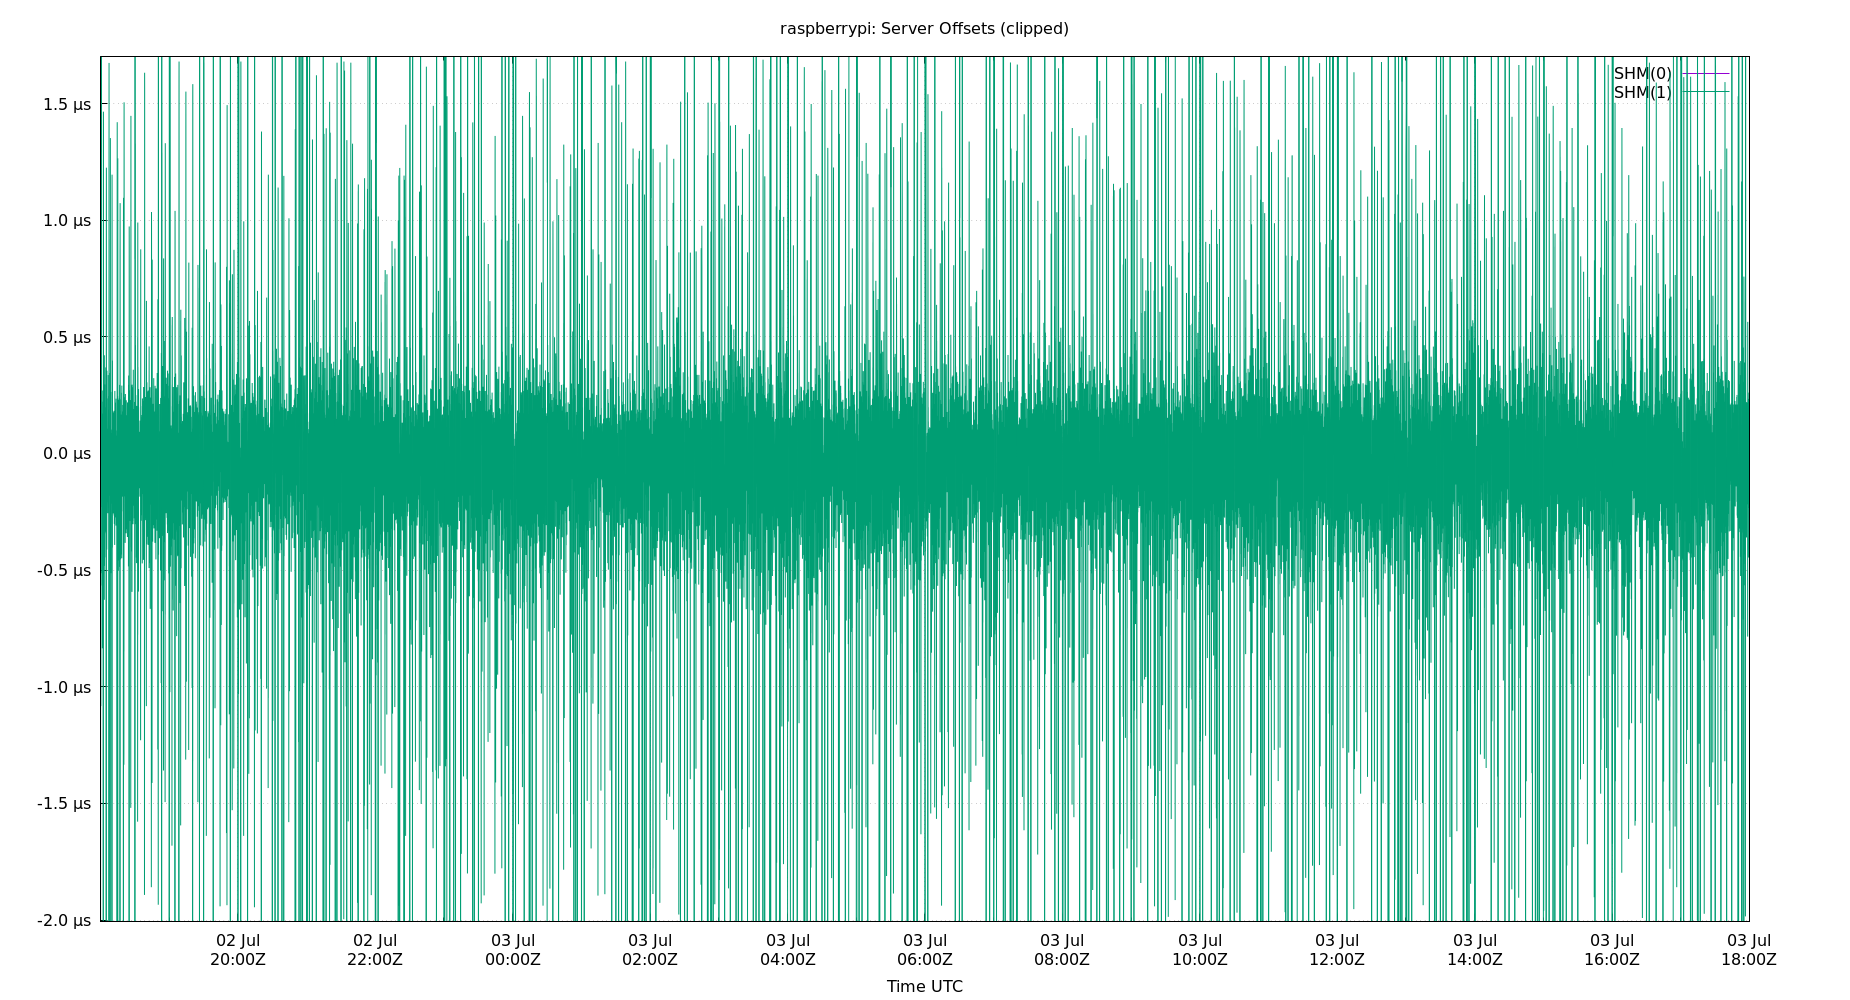 raspberrypi: Server Offsets (clipped)
SHM(0)
SHM(1)
1.5 µs
1.0 µs
0.5 µs
0.0 µs
-0.5 µs
-1.0 µs
-1.5 µs
-2.0 µs
02 Jul 02 Jul 03 Jul 03 Jul 03 Jul 03 Jul 03 Jul 03 Jul 03 Jul 03 Jul 03 Jul 03 Jul
20:00Z 22:00Z 00:00Z 02:00Z 04:00Z 06:00Z 08:00Z 10:00Z 12:00Z 14:00Z 16:00Z 18:00Z
Time UTC